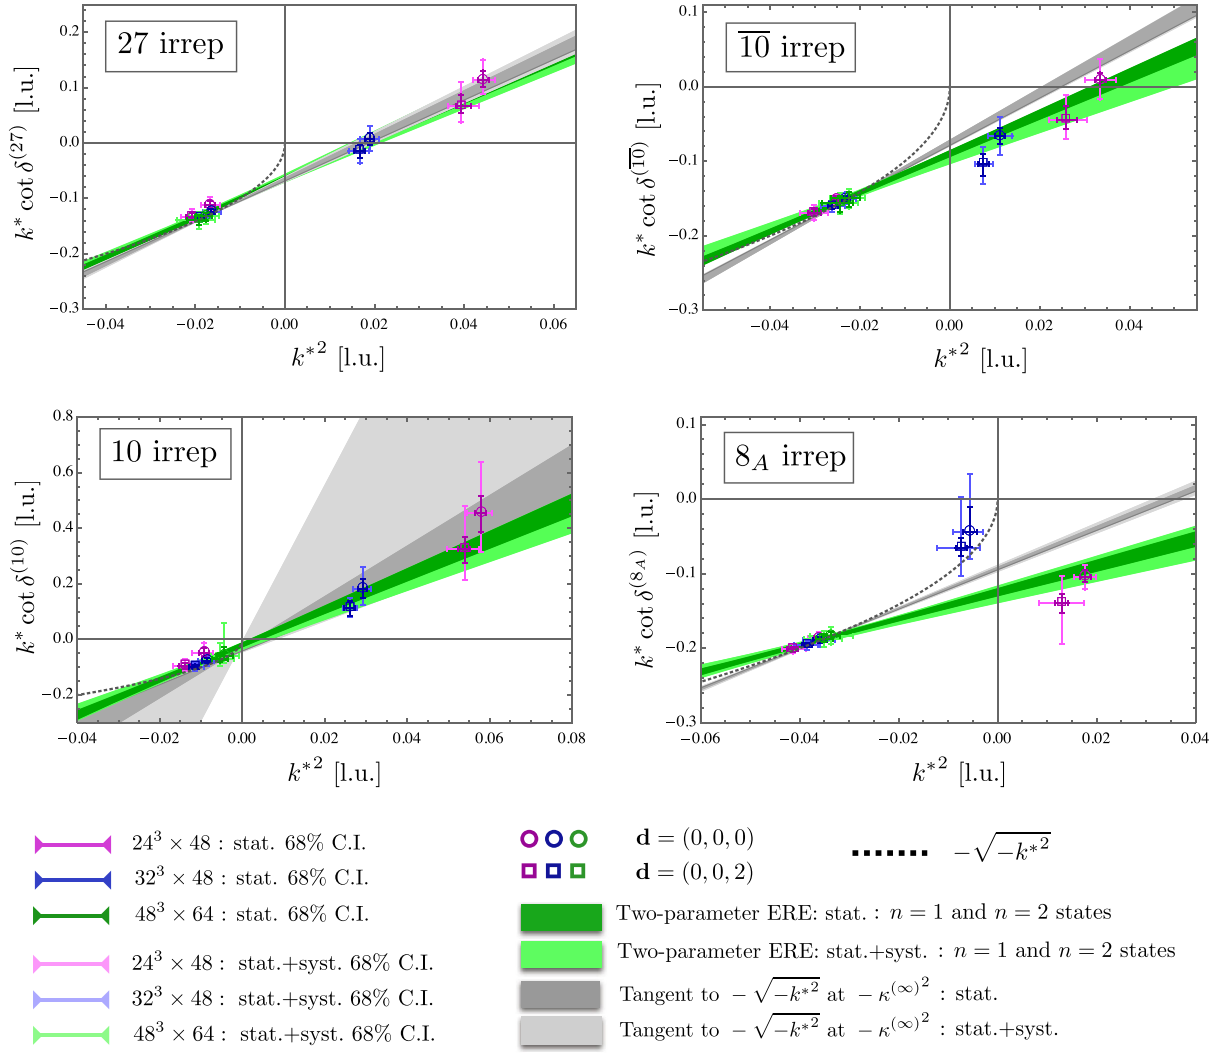 27 irrep
0.2
0.1
0.0
−0.1
−0.2
−0.3
k* cot δ^(27) [l.u.]
−0.04 −0.02 0.00 0.02 0.04 0.06
k*² [l.u.]
1̅0̅ irrep
0.1
0.0
−0.1
−0.2
−0.3
k* cot δ^(1̅0̅) [l.u.]
−0.04 −0.02 0.00 0.02 0.04
k*² [l.u.]
10 irrep
0.8
0.6
0.4
0.2
0.0
−0.2
k* cot δ^(10) [l.u.]
−0.04 −0.02 0.00 0.02 0.04 0.06 0.08
k*² [l.u.]
8_A irrep
0.1
0.0
−0.1
−0.2
−0.3
k* cot δ^(8_A) [l.u.]
−0.06 −0.04 −0.02 0.00 0.02 0.04
k*² [l.u.]
24³ × 48 : stat. 68% C.I.
32³ × 48 : stat. 68% C.I.
48³ × 64 : stat. 68% C.I.
24³ × 48 : stat.+syst. 68% C.I.
32³ × 48 : stat.+syst. 68% C.I.
48³ × 64 : stat.+syst. 68% C.I.
d = (0, 0, 0)
d = (0, 0, 2)
−√(−k*²)
Two-parameter ERE: stat. : n = 1 and n = 2 states
Two-parameter ERE: stat.+syst. : n = 1 and n = 2 states
Tangent to −√(−k*²) at −κ^(∞)² : stat.
Tangent to −√(−k*²) at −κ^(∞)² : stat.+syst.